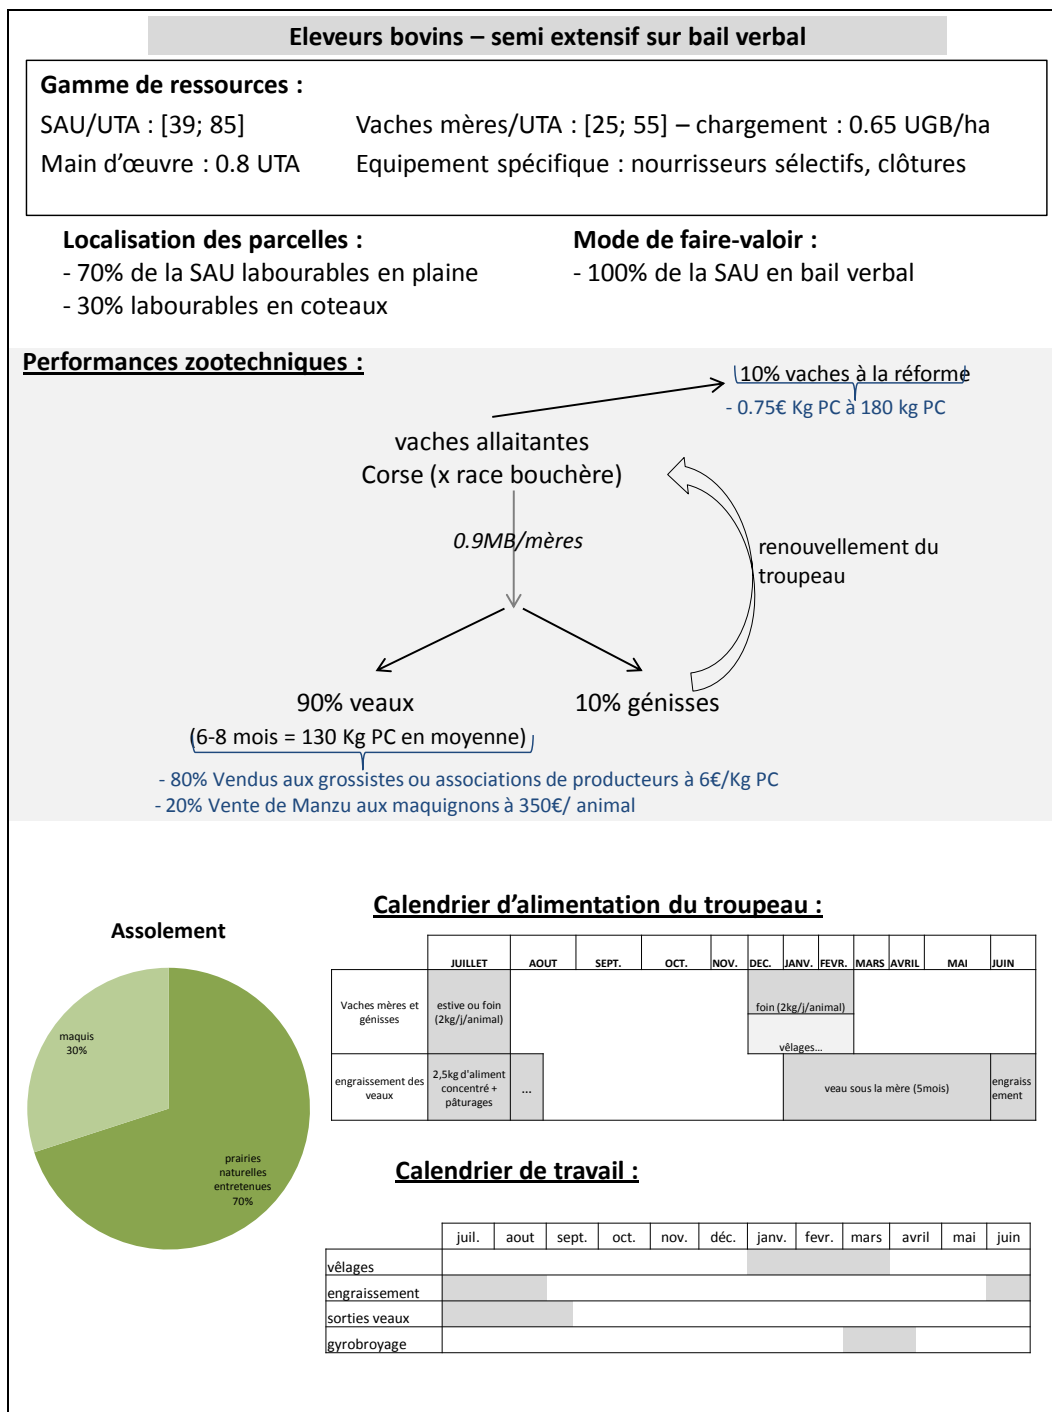 Eleveurs bovins – semi extensif sur bail verbal
Gamme de ressources :
SAU/UTA : [39; 85] Vaches mères/UTA : [25; 55] – chargement : 0.65 UGB/ha
Main d'œuvre : 0.8 UTA Equipement spécifique : nourrisseurs sélectifs, clôtures
Localisation des parcelles :
- 70% de la SAU labourables en plaine
- 30% labourables en coteaux
Mode de faire-valoir :
- 100% de la SAU en bail verbal
Performances zootechniques :
10% vaches à la réforme
- 0.75€ Kg PC à 180 kg PC
vaches allaitantes
Corse (x race bouchère)
0.9MB/mères
renouvellement du
troupeau
90% veaux
10% génisses
(6-8 mois = 130 Kg PC en moyenne)
- 80% Vendus aux grossistes ou associations de producteurs à 6€/Kg PC
- 20% Vente de Manzu aux maquignons à 350€/ animal
Assolement
maquis
30%
prairies
naturelles
entretenues
70%
Calendrier d'alimentation du troupeau :
JUILLET AOUT SEPT. OCT. NOV. DEC. JANV. FEVR. MARS AVRIL MAI JUIN
Vaches mères et
génisses
estive ou foin
(2kg/j/animal)
foin (2kg/j/animal)
vêlages...
engraissement des
veaux
2,5kg d'aliment
concentré +
pâturages
...
veau sous la mère (5mois)
engraiss
ement
Calendrier de travail :
juil. aout sept. oct. nov. déc. janv. fevr. mars avril mai juin
vêlages
engraissement
sorties veaux
gyrobroyage